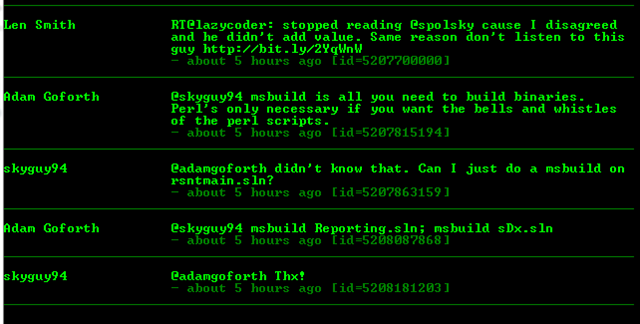 Len Smith RT@lazycoder: stopped reading @spolsky cause I disagreed
and he didn't add value. Same reason don't listen to this
guy http://bit.ly/2YqWnW
- about 5 hours ago [id=5207700000]
Adam Goforth @skyguy94 msbuild is all you need to build binaries.
Perl's only necessary if you want the bells and whistles
of the perl scripts.
- about 5 hours ago [id=5207815194]
skyguy94 @adamgoforth didn't know that. Can I just do a msbuild on
rsntmain.sln?
- about 5 hours ago [id=5207863159]
Adam Goforth @skyguy94 msbuild Reporting.sln; msbuild sDx.sln
- about 5 hours ago [id=5208087868]
skyguy94 @adamgoforth Thx!
- about 5 hours ago [id=5208181203]